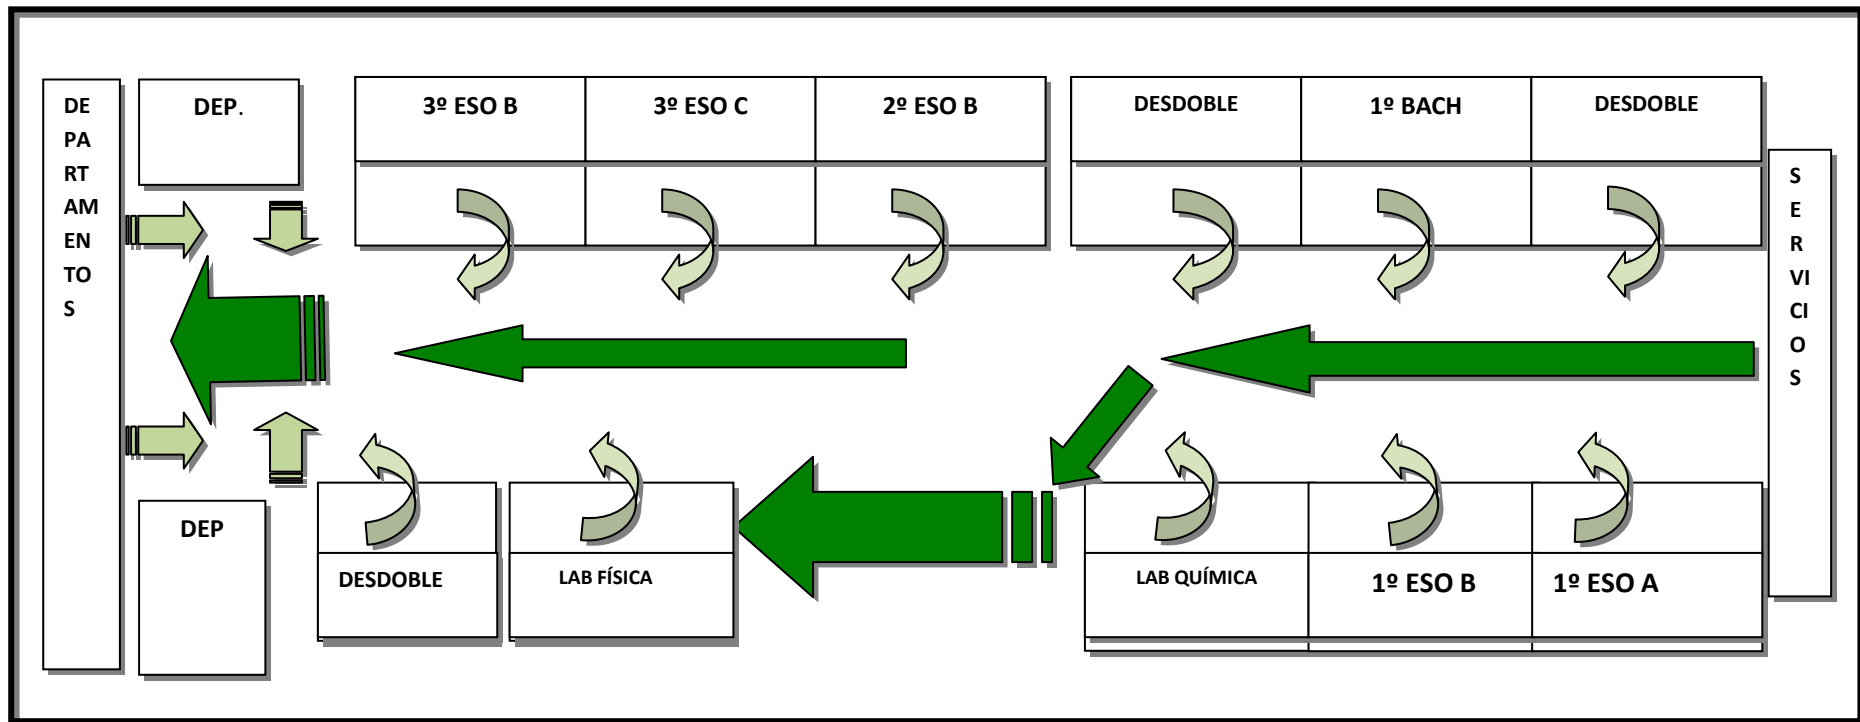 DE
PA
RT
AM
EN
TO
S
DEP.
3º ESO B
3º ESO C
2º ESO B
DESDOBLE
1º BACH
DESDOBLE
S
E
R
VI
CI
O
S
DEP
DESDOBLE
LAB FÍSICA
LAB QUÍMICA
1º ESO B
1º ESO A